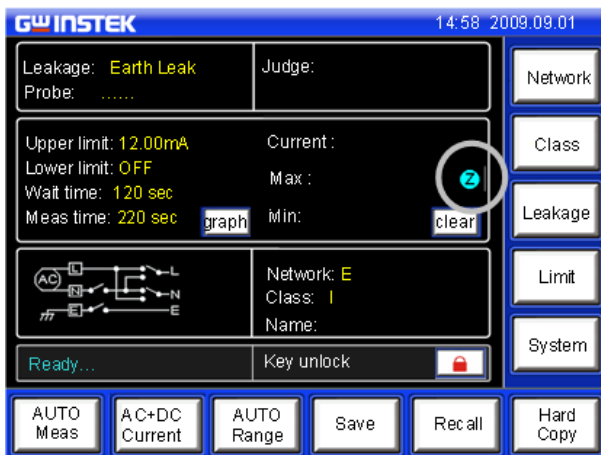 GWINSTEK 14:58 2009.09.01
Leakage: Earth Leak
Probe: ......
Judge:
Network
Upper limit: 12.00mA
Lower limit: OFF
Wait time: 120 sec
Meas time: 220 sec
graph
Current :
Max :
Z
Min:
clear
Class
Leakage
AC
L
N
E
L
N
E
Network: E
Class: I
Name:
Limit
Ready...
Key unlock
System
AUTO
Meas
AC+DC
Current
AUTO
Range
Save
Recall
Hard
Copy